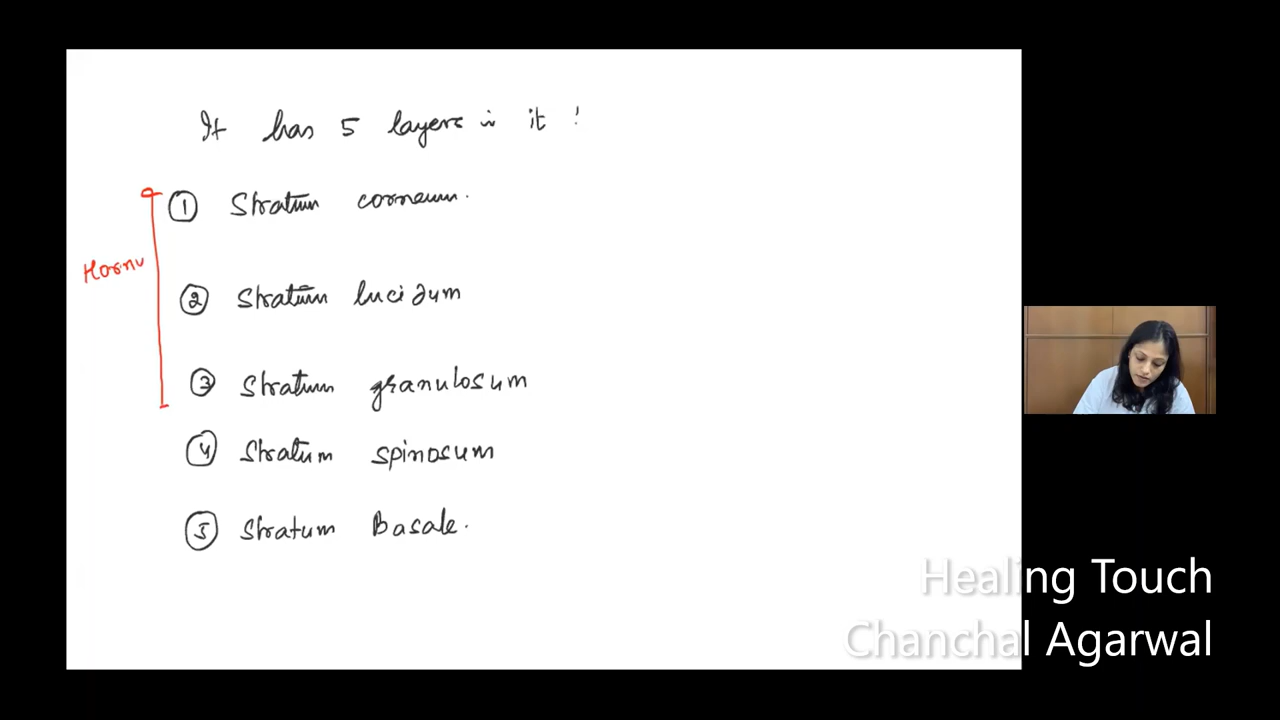 It has 5 layers in it :
① Stratum corneum.
Horny
② Stratum lucidum
③ Stratum granulosum
④ Stratum spinosum
⑤ Stratum Basale.
Healing Touch
Chanchal Agarwal